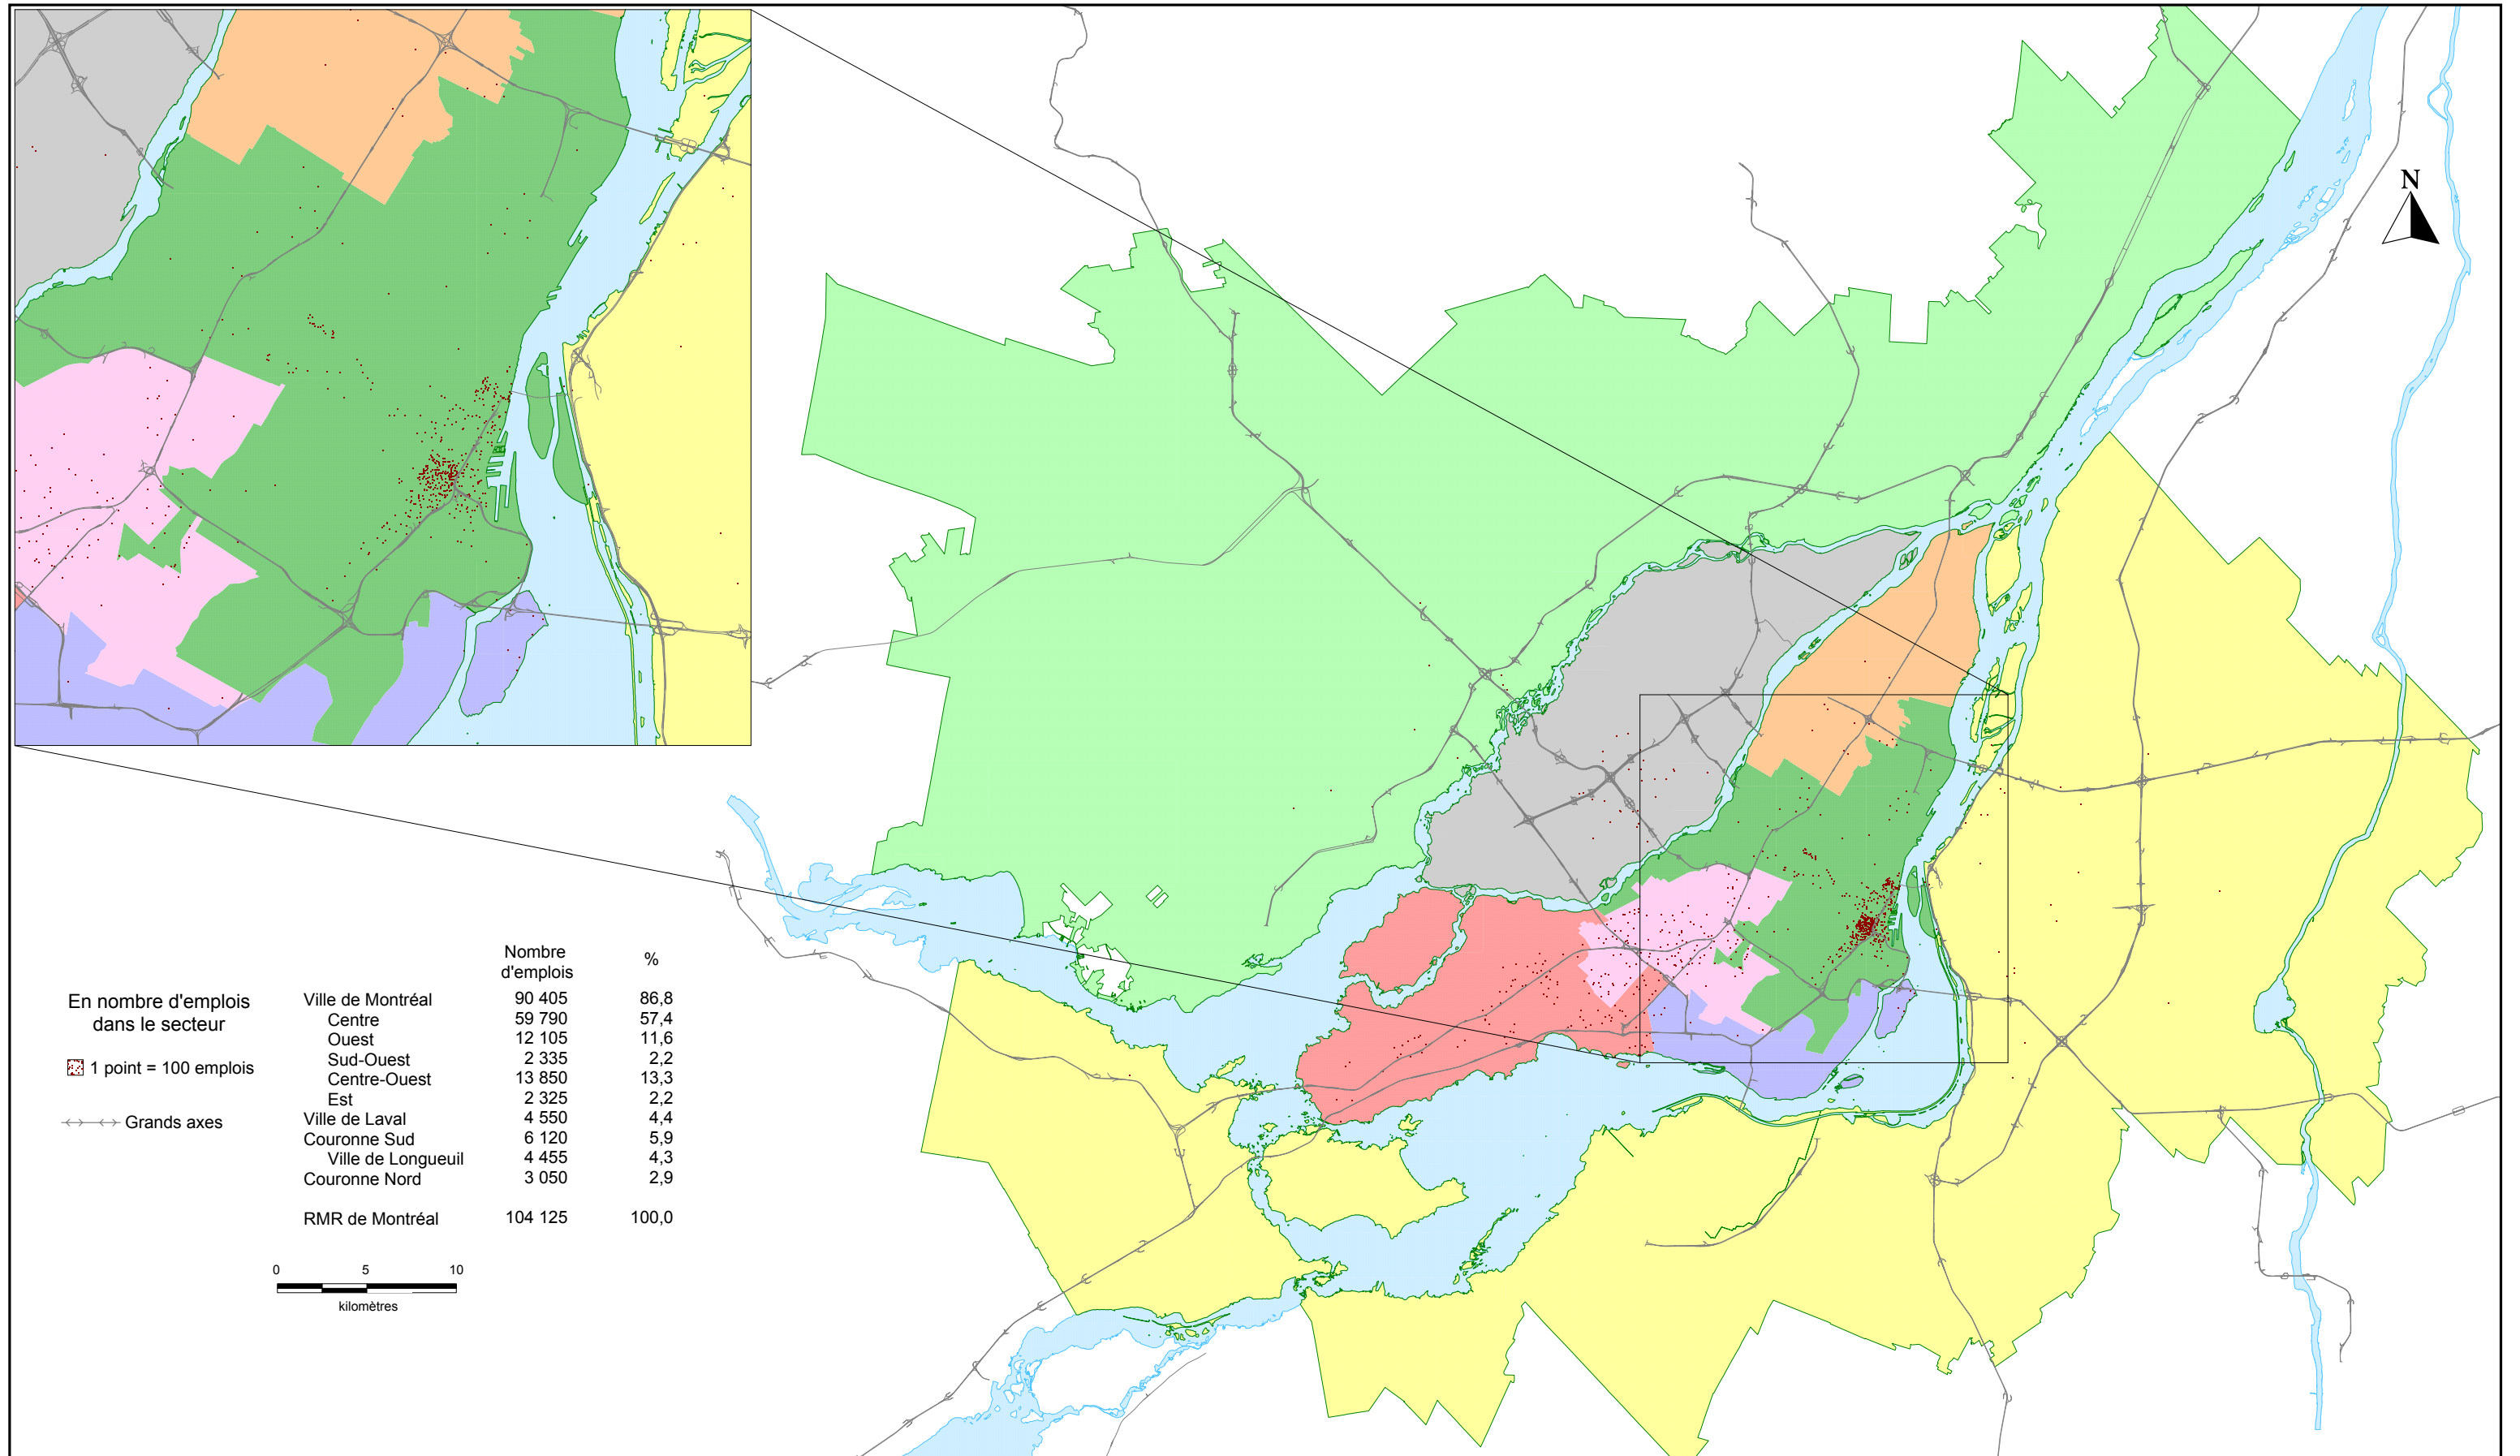 N
Nombre
d'emplois
%
En nombre d'emplois
dans le secteur
1 point = 100 emplois
Grands axes
Ville de Montréal 90 405 86,8
Centre 59 790 57,4
Ouest 12 105 11,6
Sud-Ouest 2 335 2,2
Centre-Ouest 13 850 13,3
Est 2 325 2,2
Ville de Laval 4 550 4,4
Couronne Sud 6 120 5,9
Ville de Longueuil 4 455 4,3
Couronne Nord 3 050 2,9
RMR de Montréal 104 125 100,0
0 5 10
kilomètres